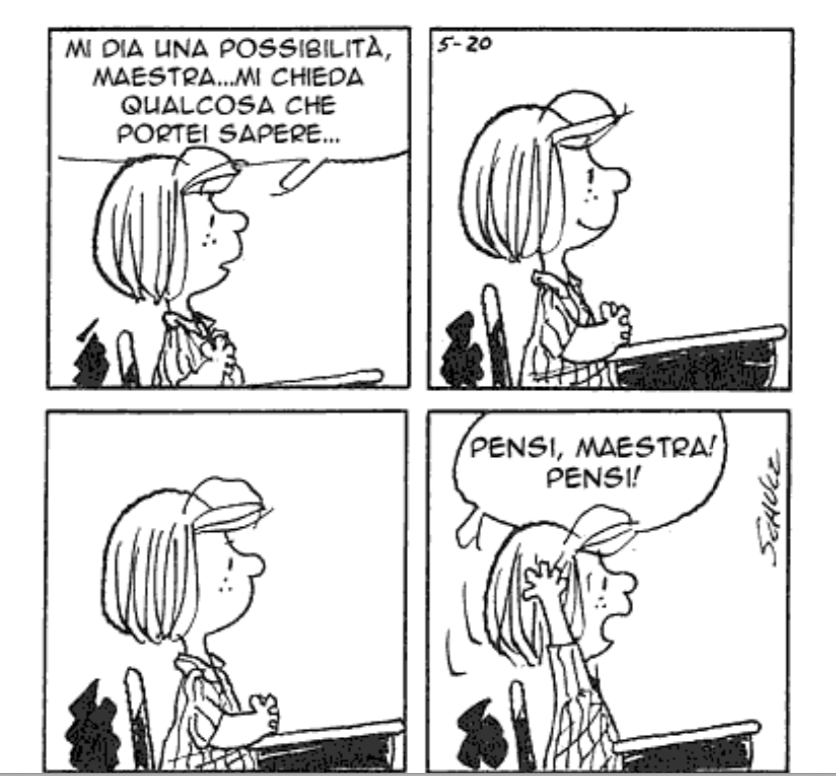 MI DIA UNA POSSIBILITÀ,
MAESTRA...MI CHIEDA
QUALCOSA CHE
PORTEI SAPERE...
5-20
PENSI, MAESTRA!
PENSI!
SCHULZ